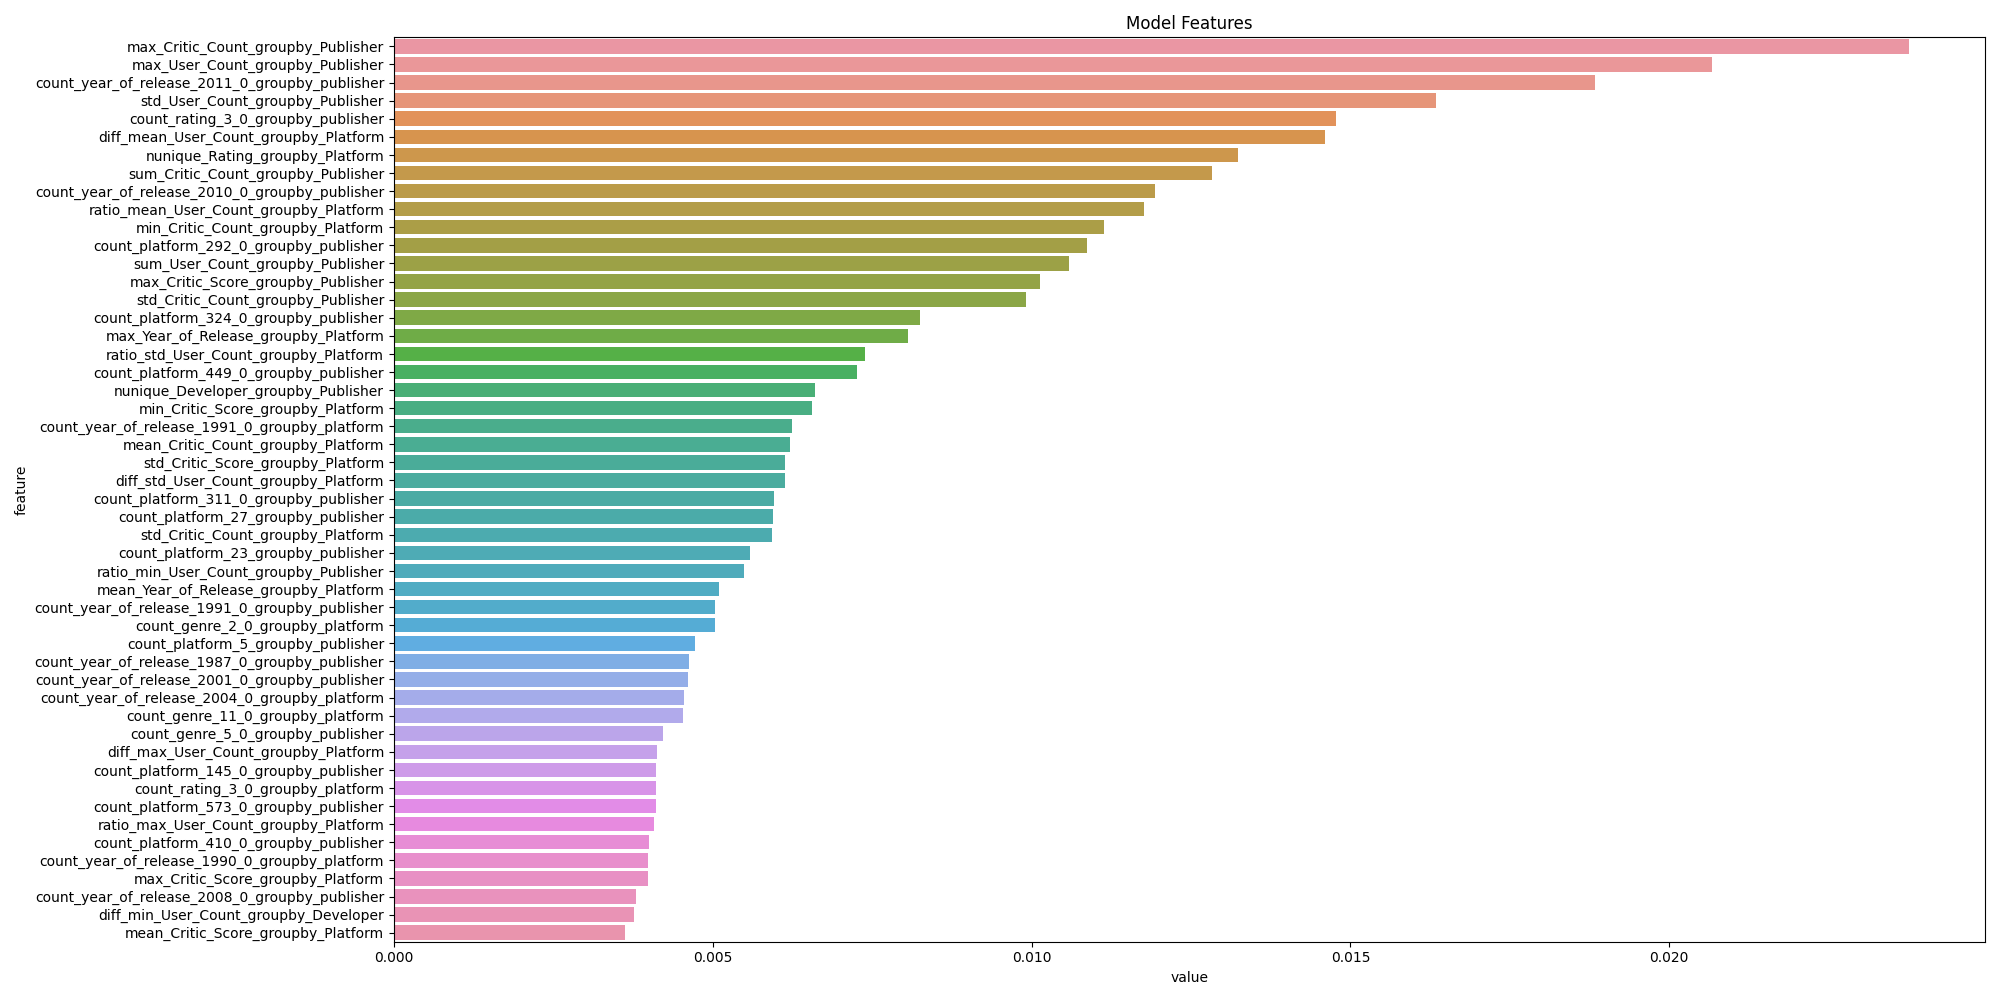 Model Features
max_Critic_Count_groupby_Publisher
max_User_Count_groupby_Publisher
count_year_of_release_2011_0_groupby_publisher
std_User_Count_groupby_Publisher
count_rating_3_0_groupby_publisher
diff_mean_User_Count_groupby_Platform
nunique_Rating_groupby_Platform
sum_Critic_Count_groupby_Publisher
count_year_of_release_2010_0_groupby_publisher
ratio_mean_User_Count_groupby_Platform
min_Critic_Count_groupby_Platform
count_platform_292_0_groupby_publisher
sum_User_Count_groupby_Publisher
max_Critic_Score_groupby_Publisher
std_Critic_Count_groupby_Publisher
count_platform_324_0_groupby_publisher
max_Year_of_Release_groupby_Platform
ratio_std_User_Count_groupby_Platform
count_platform_449_0_groupby_publisher
nunique_Developer_groupby_Publisher
min_Critic_Score_groupby_Platform
count_year_of_release_1991_0_groupby_platform
mean_Critic_Count_groupby_Platform
std_Critic_Score_groupby_Platform
diff_std_User_Count_groupby_Platform
count_platform_311_0_groupby_publisher
count_platform_27_groupby_publisher
std_Critic_Count_groupby_Platform
count_platform_23_groupby_publisher
ratio_min_User_Count_groupby_Publisher
mean_Year_of_Release_groupby_Platform
count_year_of_release_1991_0_groupby_publisher
count_genre_2_0_groupby_platform
count_platform_5_groupby_publisher
count_year_of_release_1987_0_groupby_publisher
count_year_of_release_2001_0_groupby_publisher
count_year_of_release_2004_0_groupby_platform
count_genre_11_0_groupby_platform
count_genre_5_0_groupby_publisher
diff_max_User_Count_groupby_Platform
count_platform_145_0_groupby_publisher
count_rating_3_0_groupby_platform
count_platform_573_0_groupby_publisher
ratio_max_User_Count_groupby_Platform
count_platform_410_0_groupby_publisher
count_year_of_release_1990_0_groupby_platform
max_Critic_Score_groupby_Platform
count_year_of_release_2008_0_groupby_publisher
diff_min_User_Count_groupby_Developer
mean_Critic_Score_groupby_Platform
feature
0.000 0.005 0.010 0.015 0.020
value